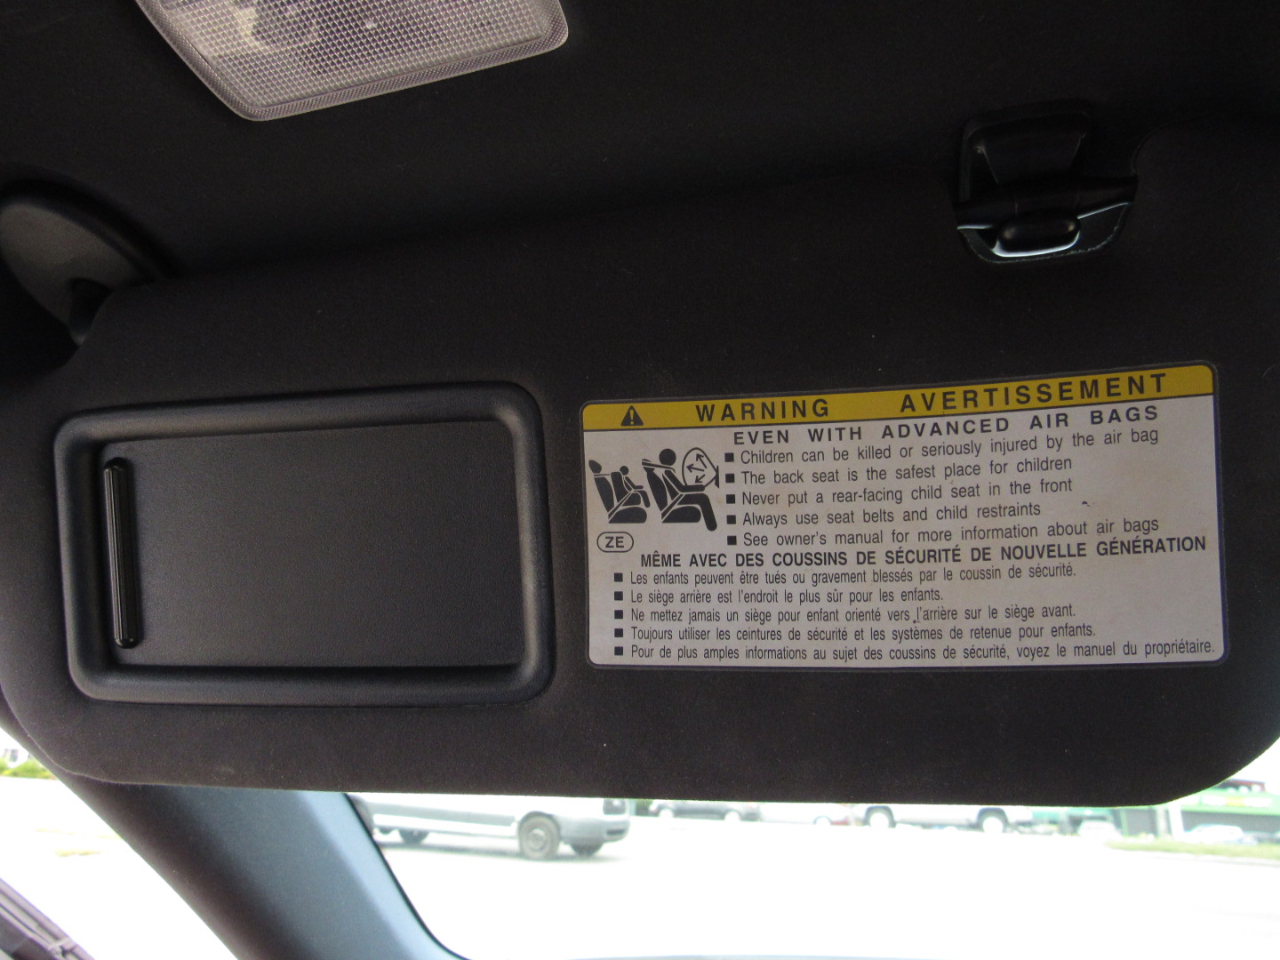 WARNING AVERTISSEMENT
EVEN WITH ADVANCED AIR BAGS
■ Children can be killed or seriously injured by the air bag
■ The back seat is the safest place for children
■ Never put a rear-facing child seat in the front
■ Always use seat belts and child restraints
■ See owner's manual for more information about air bags
ZE
MÊME AVEC DES COUSSINS DE SÉCURITÉ DE NOUVELLE GÉNÉRATION
■ Les enfants peuvent être tués ou gravement blessés par le coussin de sécurité.
■ Le siège arrière est l'endroit le plus sûr pour les enfants.
■ Ne mettez jamais un siège pour enfant orienté vers l'arrière sur le siège avant.
■ Toujours utiliser les ceintures de sécurité et les systèmes de retenue pour enfants.
■ Pour de plus amples informations au sujet des coussins de sécurité, voyez le manuel du propriétaire.